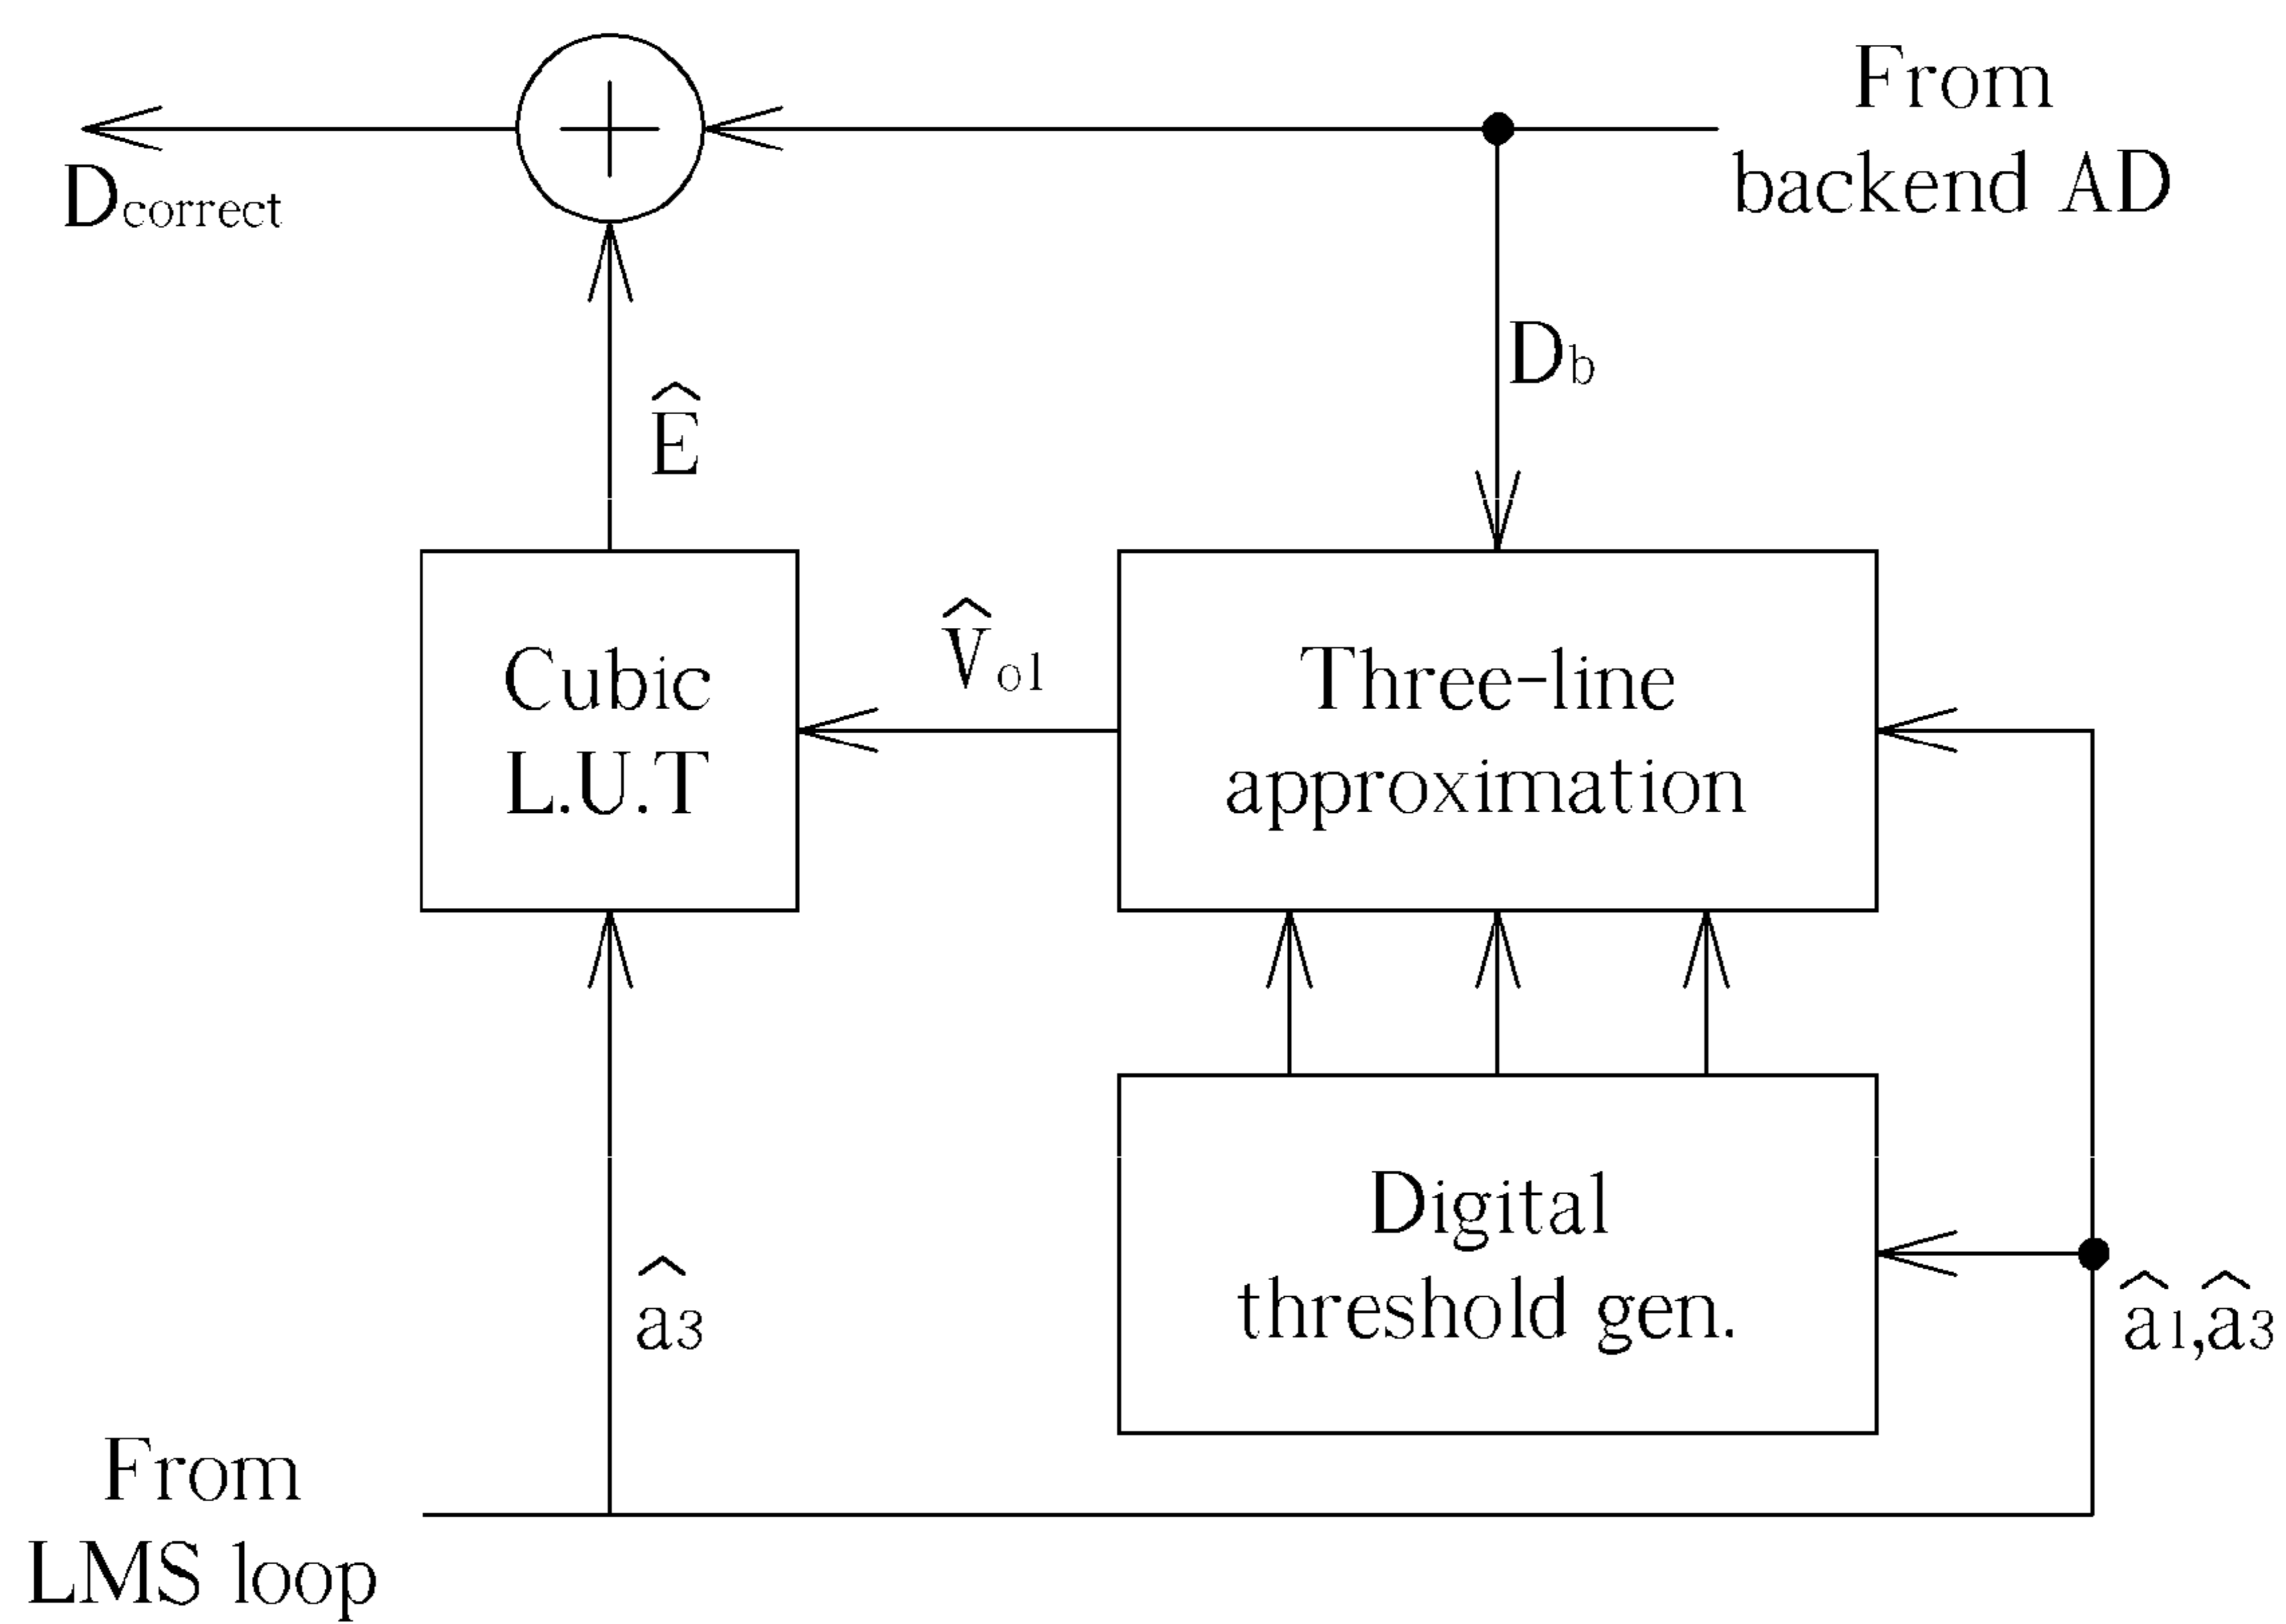 From
backend AD
Dcorrect
Db
Ê
V̂o1
Cubic
L.U.T
Three-line
approximation
Digital
threshold gen.
â3
â1,â3
From
LMS loop